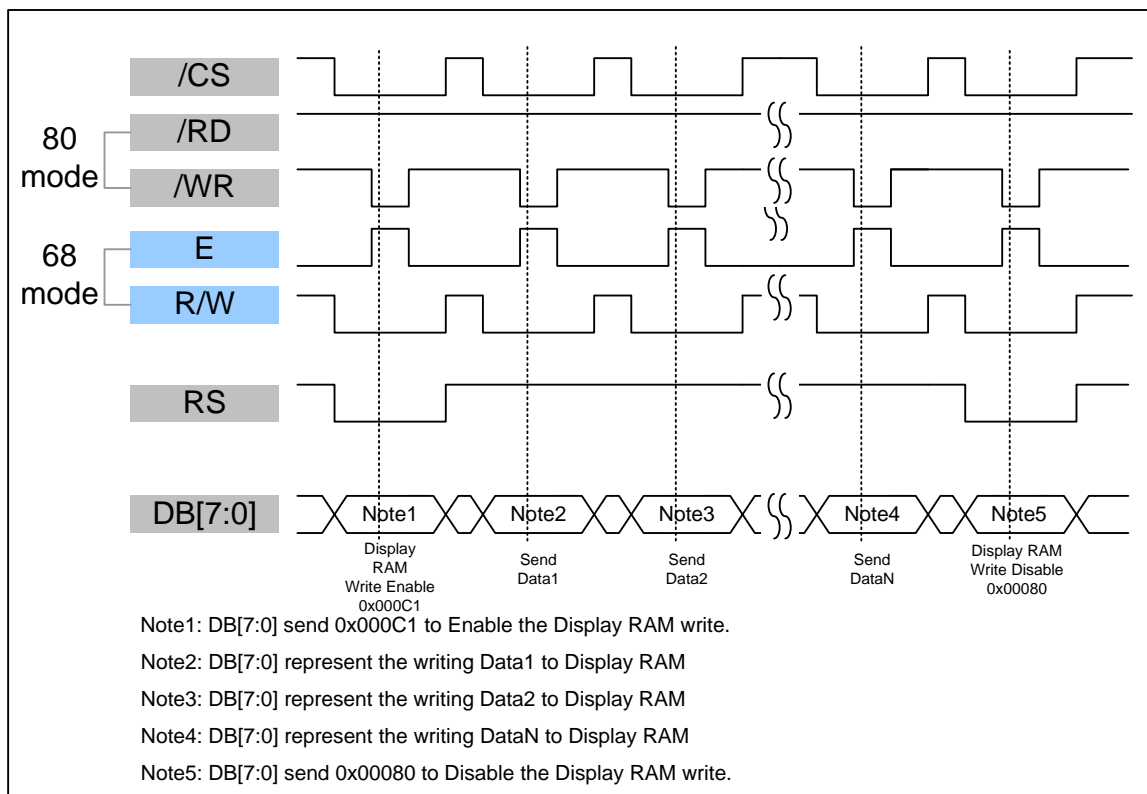 /CS
80
mode
/RD
/WR
68
mode
E
R/W
RS
DB[7:0]
Note1
Note2
Note3
Note4
Note5
Display
RAM
Write Enable
0x000C1
Send
Data1
Send
Data2
Send
DataN
Display RAM
Write Disable
0x00080
Note1: DB[7:0] send 0x000C1 to Enable the Display RAM write.
Note2: DB[7:0] represent the writing Data1 to Display RAM
Note3: DB[7:0] represent the writing Data2 to Display RAM
Note4: DB[7:0] represent the writing DataN to Display RAM
Note5: DB[7:0] send 0x00080 to Disable the Display RAM write.